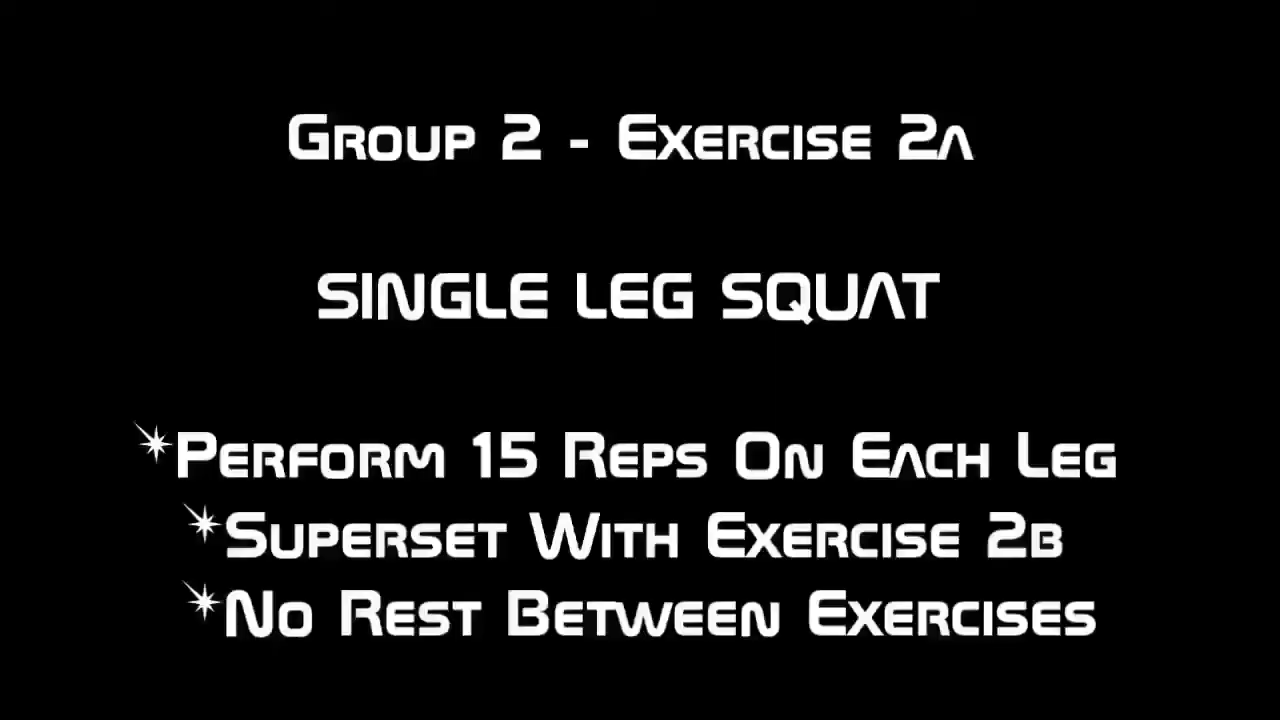 Group 2 - Exercise 2a
SINGLE LEG SQUAT
*Perform 15 Reps On Each Leg
*Superset With Exercise 2b
*No Rest Between Exercises